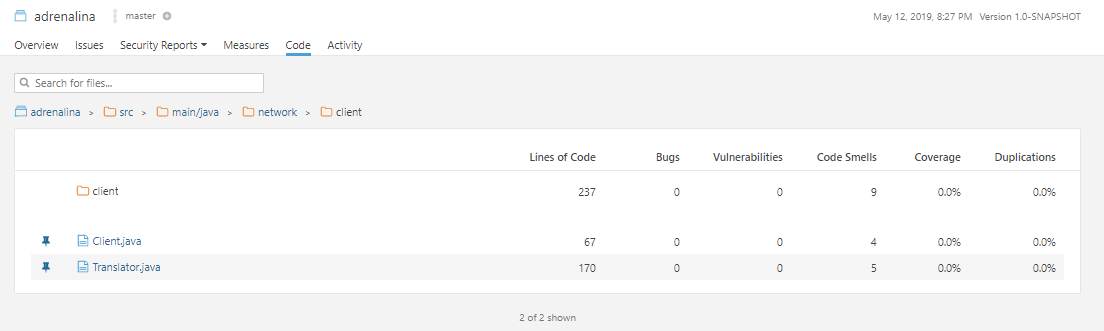 adrenalina master May 12, 2019, 8:27 PM Version 1.0-SNAPSHOT
Overview Issues Security Reports Measures Code Activity
Search for files...
adrenalina > src > main/java > network > client
Lines of Code Bugs Vulnerabilities Code Smells Coverage Duplications
client 237 0 0 9 0.0% 0.0%
Client.java 67 0 0 4 0.0% 0.0%
Translator.java 170 0 0 5 0.0% 0.0%
2 of 2 shown